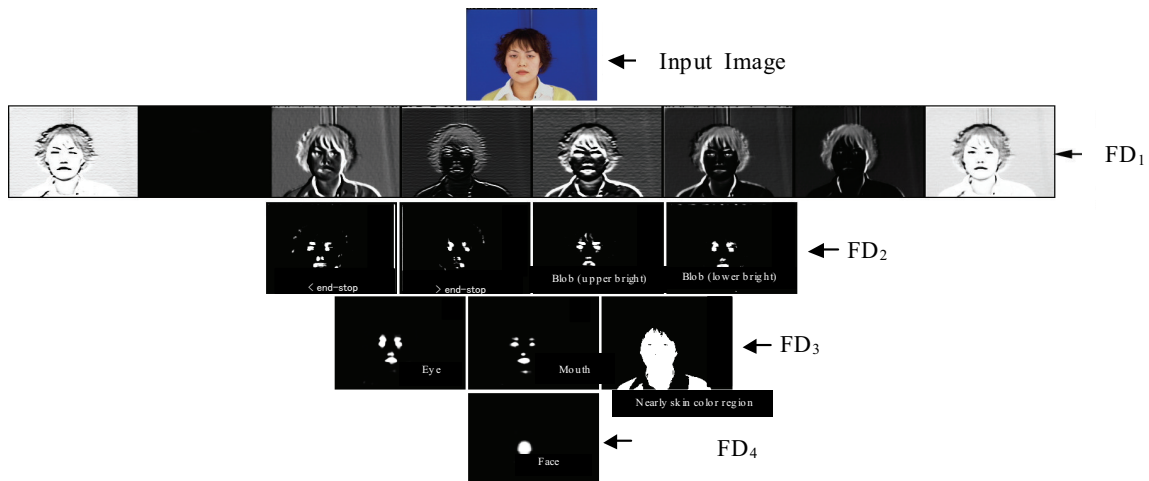 Input Image
FD₁
FD₂
< end-stop
> end-stop
Blob (upper bright)
Blob (lower bright)
FD₃
Eye
Mouth
Nearly skin color region
FD₄
Face